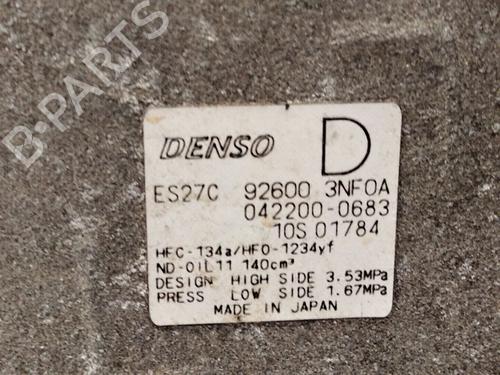 B-PARTS
DENSO D
ES27C 92600 3NF0A
042200-0683
10S 01784
HFC-134a/HFO-1234yf
ND-OIL11 140cm³
DESIGN HIGH SIDE 3.53MPa
PRESS LOW SIDE 1.67MPa
MADE IN JAPAN